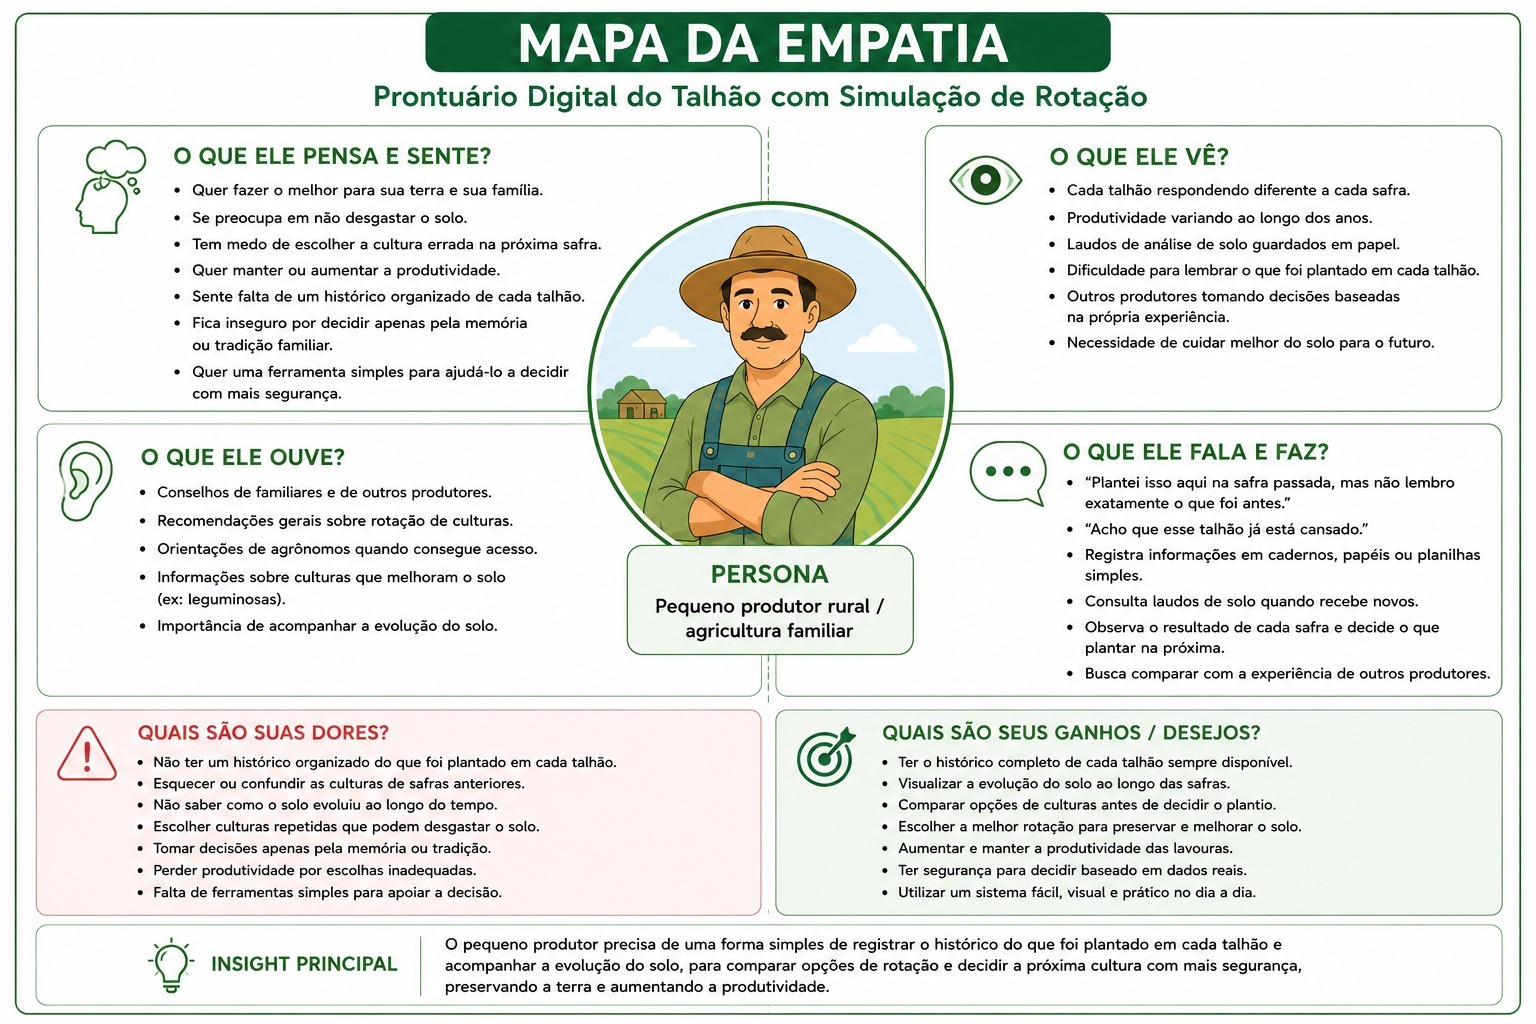 MAPA DA EMPATIA
Prontuário Digital do Talhão com Simulação de Rotação
O QUE ELE PENSA E SENTE?
• Quer fazer o melhor para sua terra e sua família.
• Se preocupa em não desgastar o solo.
• Tem medo de escolher a cultura errada na próxima safra.
• Quer manter ou aumentar a produtividade.
• Sente falta de um histórico organizado de cada talhão.
• Fica inseguro por decidir apenas pela memória
ou tradição familiar.
• Quer uma ferramenta simples para ajudá-lo a decidir
com mais segurança.
O QUE ELE VÊ?
• Cada talhão respondendo diferente a cada safra.
• Produtividade variando ao longo dos anos.
• Laudos de análise de solo guardados em papel.
• Dificuldade para lembrar o que foi plantado em cada talhão.
• Outros produtores tomando decisões baseadas
na própria experiência.
• Necessidade de cuidar melhor do solo para o futuro.
O QUE ELE OUVE?
• Conselhos de familiares e de outros produtores.
• Recomendações gerais sobre rotação de culturas.
• Orientações de agrônomos quando consegue acesso.
• Informações sobre culturas que melhoram o solo
(ex: leguminosas).
• Importância de acompanhar a evolução do solo.
PERSONA
Pequeno produtor rural /
agricultura familiar
O QUE ELE FALA E FAZ?
• “Plantei isso aqui na safra passada, mas não lembro
exatamente o que foi antes.”
• “Acho que esse talhão já está cansado.”
• Registra informações em cadernos, papéis ou planilhas
simples.
• Consulta laudos de solo quando recebe novos.
• Observa o resultado de cada safra e decide o que
plantar na próxima.
• Busca comparar com a experiência de outros produtores.
QUAIS SÃO SUAS DORES?
• Não ter um histórico organizado do que foi plantado em cada talhão.
• Esquecer ou confundir as culturas de safras anteriores.
• Não saber como o solo evoluiu ao longo do tempo.
• Escolher culturas repetidas que podem desgastar o solo.
• Tomar decisões apenas pela memória ou tradição.
• Perder produtividade por escolhas inadequadas.
• Falta de ferramentas simples para apoiar a decisão.
QUAIS SÃO SEUS GANHOS / DESEJOS?
• Ter o histórico completo de cada talhão sempre disponível.
• Visualizar a evolução do solo ao longo das safras.
• Comparar opções de culturas antes de decidir o plantio.
• Escolher a melhor rotação para preservar e melhorar o solo.
• Aumentar e manter a produtividade das lavouras.
• Ter segurança para decidir baseado em dados reais.
• Utilizar um sistema fácil, visual e prático no dia a dia.
INSIGHT PRINCIPAL
O pequeno produtor precisa de uma forma simples de registrar o histórico do que foi plantado em cada talhão e
acompanhar a evolução do solo, para comparar opções de rotação e decidir a próxima cultura com mais segurança,
preservando a terra e aumentando a produtividade.